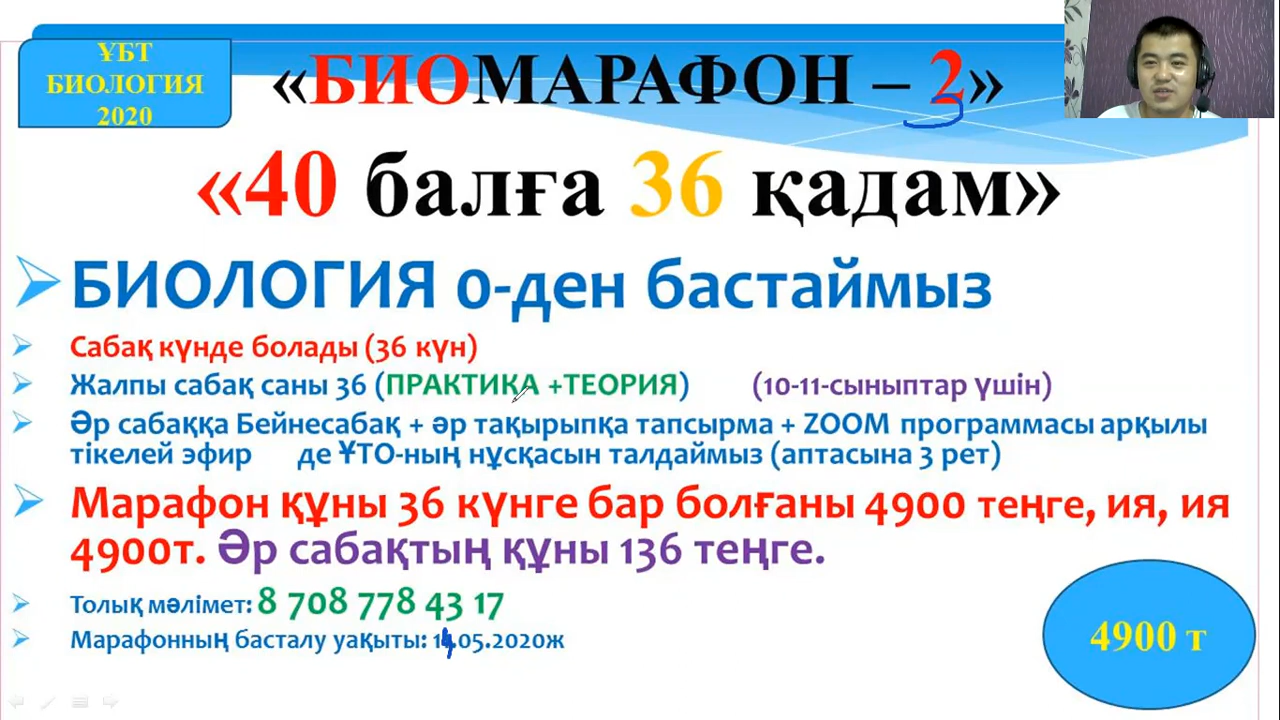 ҰБТ
БИОЛОГИЯ
2020
«БИОМАРАФОН – 2»
«40 балға 36 қадам»
БИОЛОГИЯ 0-ден бастаймыз
Сабақ күнде болады (36 күн)
Жалпы сабақ саны 36 (ПРАКТИКА +ТЕОРИЯ) (10-11-сыныптар үшін)
Әр сабаққа Бейнесабақ + әр тақырыпқа тапсырма + ZOOM программасы арқылы
тікелей эфир де ҰТО-ның нұсқасын талдаймыз (аптасына 3 рет)
Марафон құны 36 күнге бар болғаны 4900 теңге, ия, ия
4900т. Әр сабақтың құны 136 теңге.
Толық мәлімет: 8 708 778 43 17
Марафонның басталу уақыты: 14.05.2020ж
4900 т